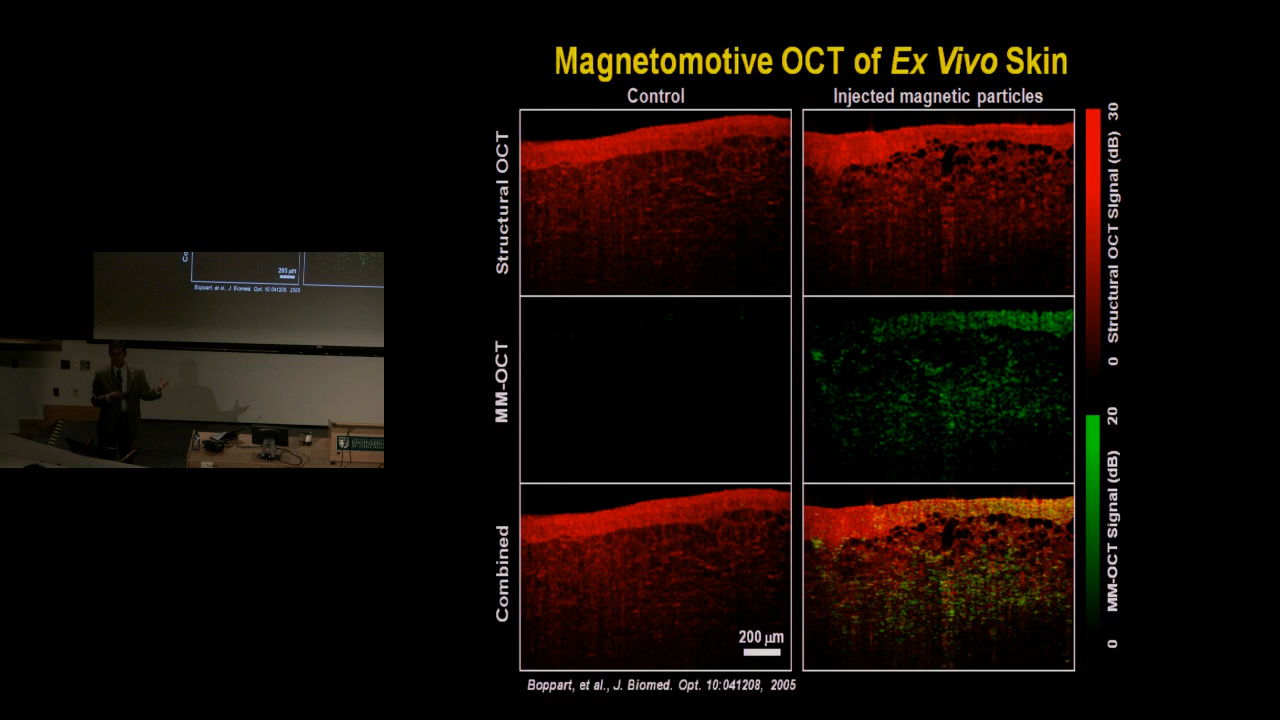 Magnetomotive OCT of Ex Vivo Skin
Control
Injected magnetic particles
Structural OCT
MM-OCT
Combined
200 µm
30
Structural OCT Signal (dB)
0
20
MM-OCT Signal (dB)
0
Boppart, et al., J. Biomed. Opt. 10:041208, 2005
Co
200 µm
Boppart, et al., J. Biomed. Opt. 10:041208, 2005